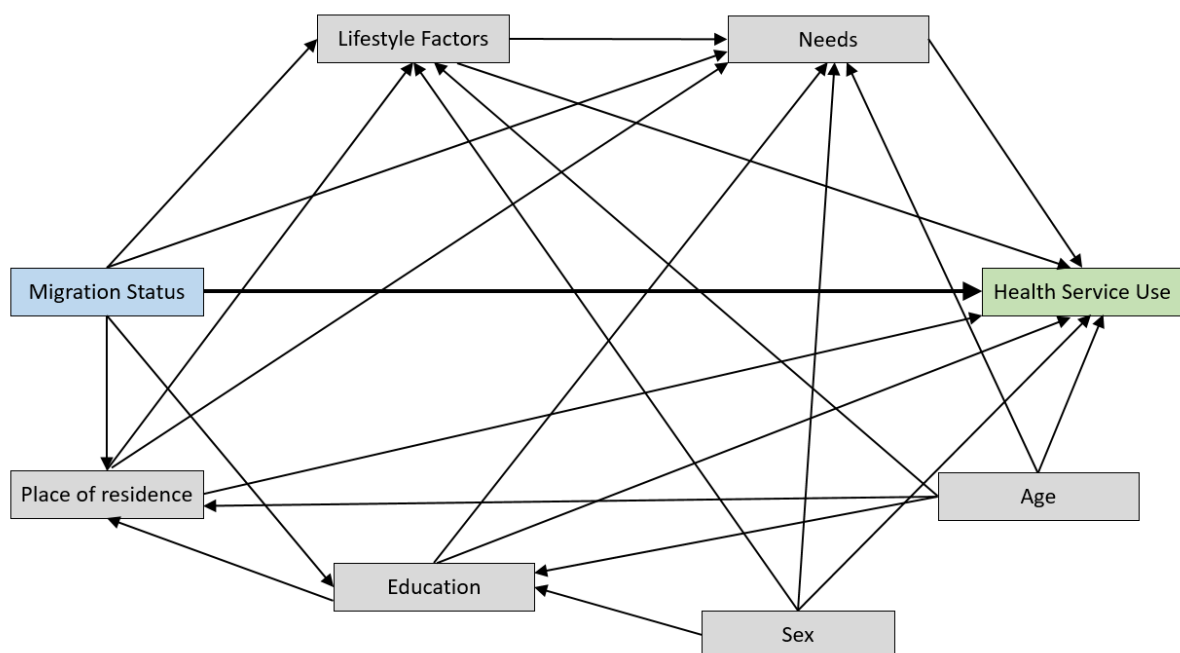 Lifestyle Factors
Needs
Migration Status
Health Service Use
Place of residence
Age
Education
Sex